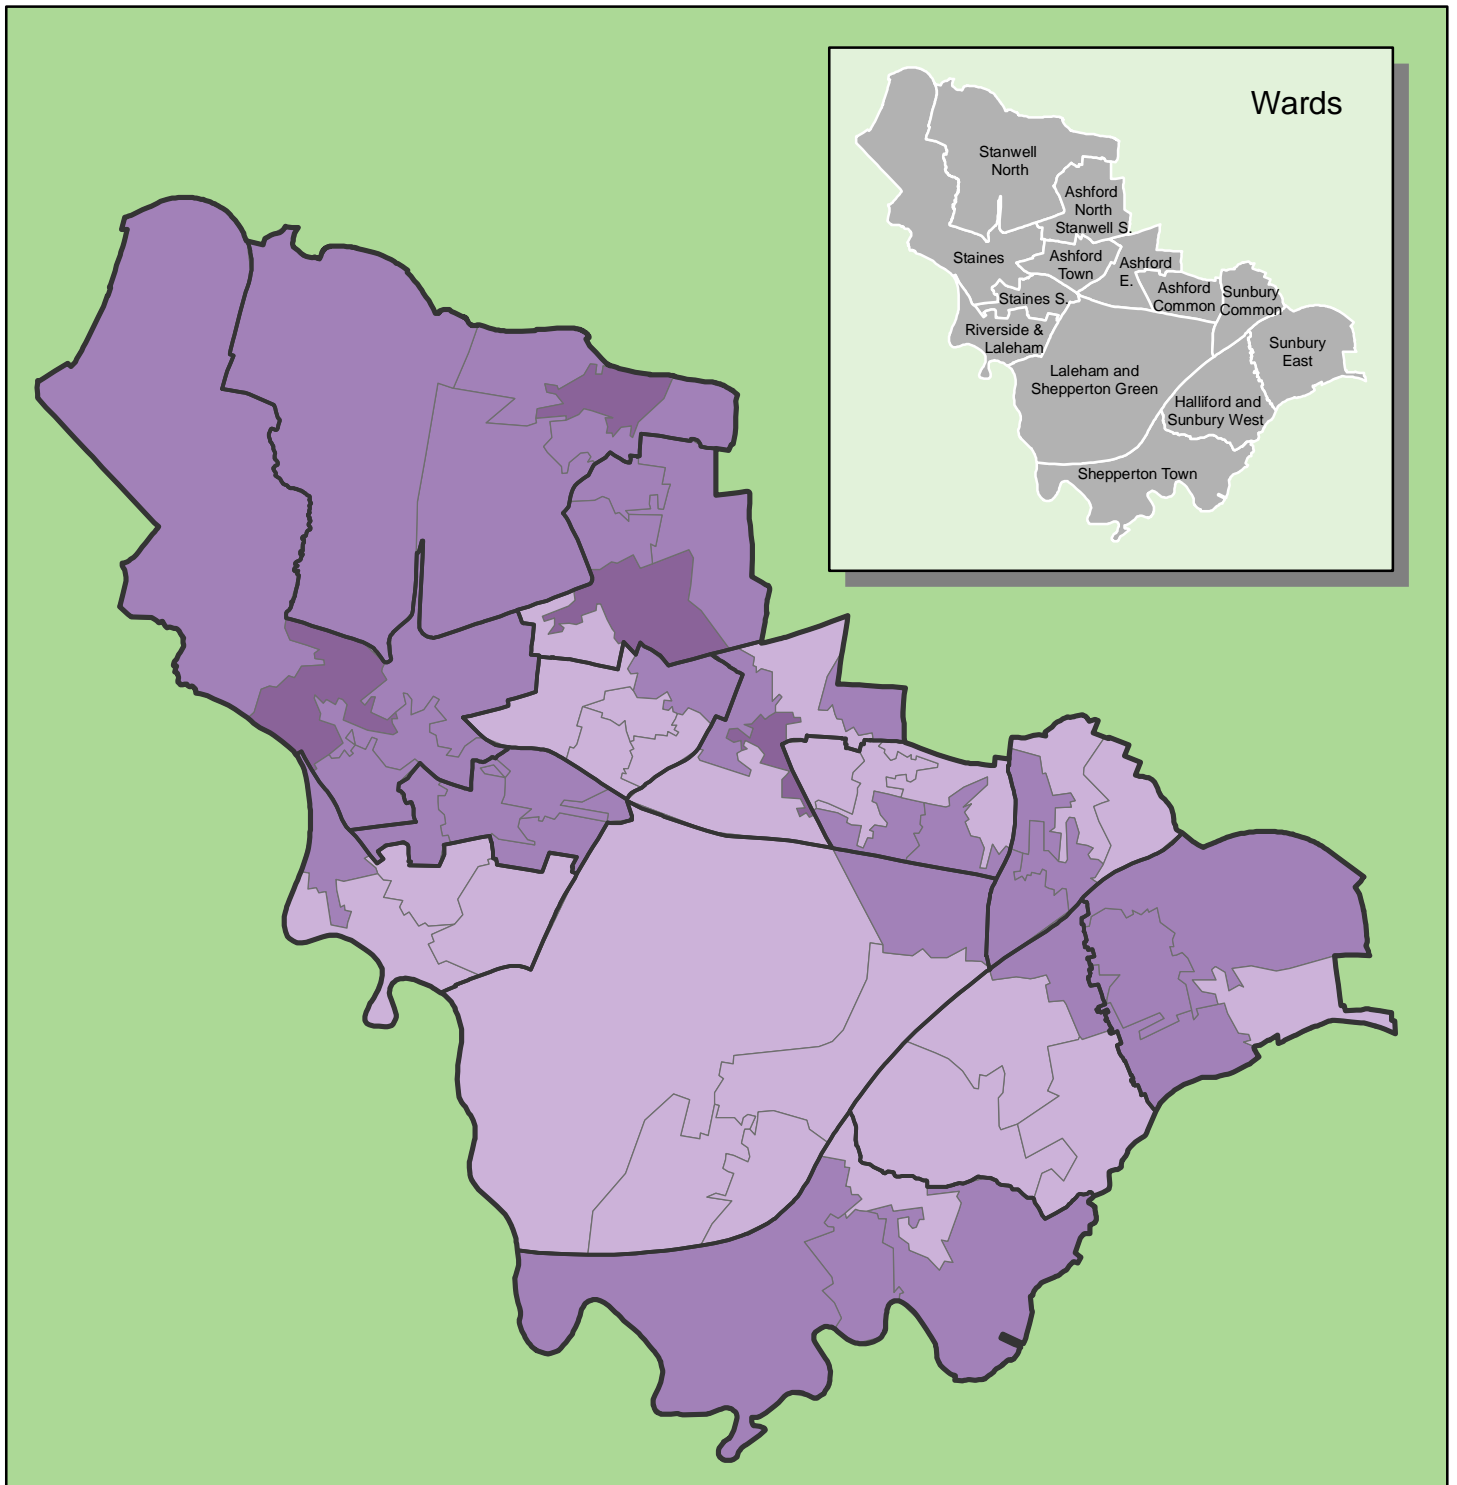 Wards
Stanwell
North
Ashford
North
Stanwell S.
Staines
Ashford
Town
Ashford
E.
Staines S.
Ashford
Common
Sunbury
Common
Riverside &
Laleham
Sunbury
East
Laleham and
Shepperton Green
Halliford and
Sunbury West
Shepperton Town